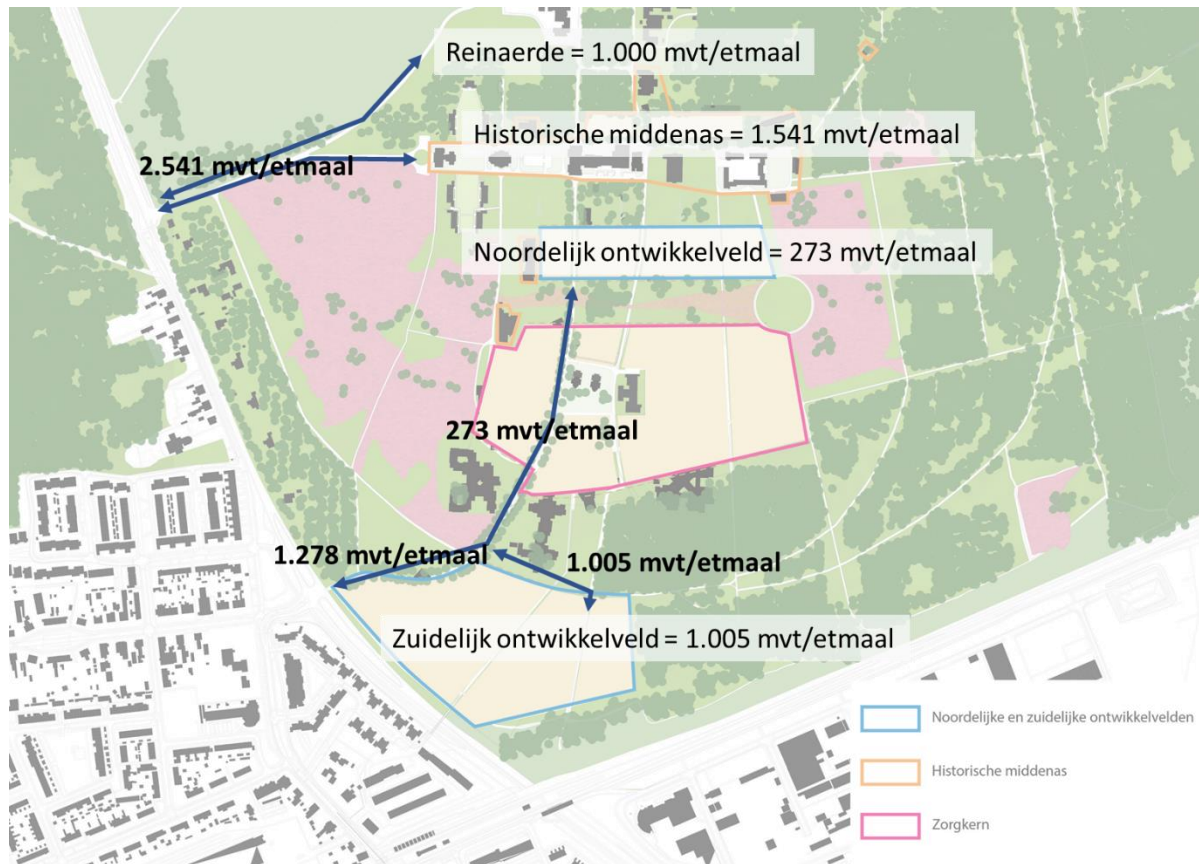 Reinaerde = 1.000 mvt/etmaal
Historische middenas = 1.541 mvt/etmaal
2.541 mvt/etmaal
Noordelijk ontwikkelveld = 273 mvt/etmaal
273 mvt/etmaal
1.278 mvt/etmaal
1.005 mvt/etmaal
Zuidelijk ontwikkelveld = 1.005 mvt/etmaal
Noordelijke en zuidelijke ontwikkelvelden
Historische middenas
Zorgkern